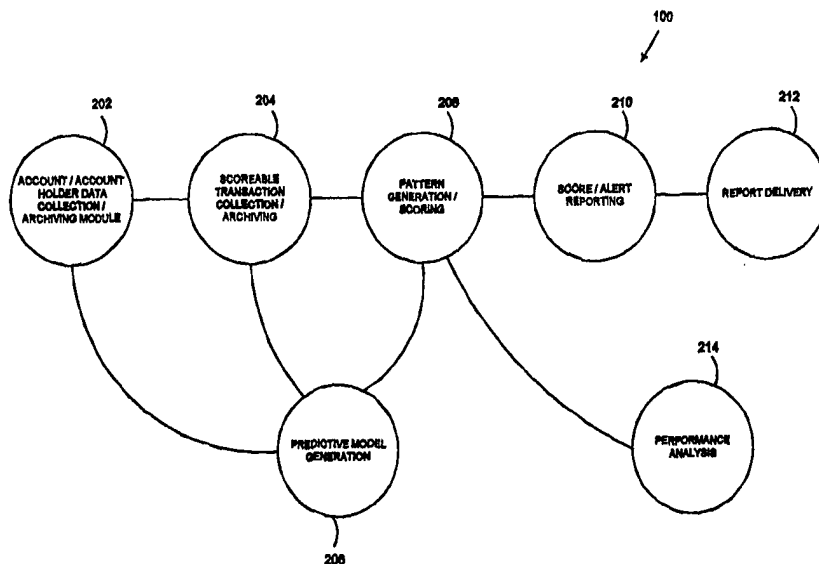 100
202
204
208
210
212
ACCOUNT / ACCOUNT
HOLDER DATA
COLLECTION /
ARCHIVING MODULE
SCOREABLE
TRANSACTION
COLLECTION /
ARCHIVING
PATTERN
GENERATION /
SCORING
SCORE / ALERT
REPORTING
REPORT DELIVERY
214
PREDICTIVE MODEL
GENERATION
PERFORMANCE
ANALYSIS
206